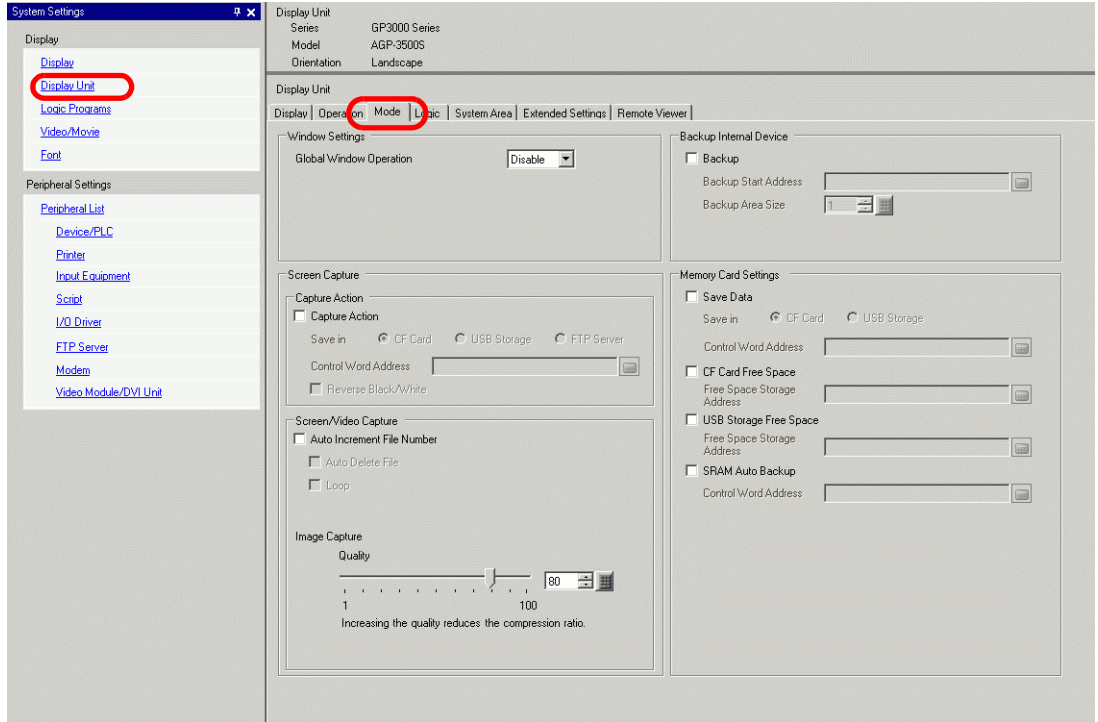 System Settings
Display
Display
Display Unit
Logic Programs
Video/Movie
Font
Peripheral Settings
Peripheral List
Device/PLC
Printer
Input Equipment
Script
I/O Driver
FTP Server
Modem
Video Module/DVI Unit
Display Unit
Series GP3000 Series
Model AGP-3500S
Orientation Landscape
Display Unit
Display Operation Mode Logic System Area Extended Settings Remote Viewer
Window Settings
Global Window Operation Disable
Backup Internal Device
Backup
Backup Start Address
Backup Area Size 1
Screen Capture
Capture Action
Capture Action
Save in CF Card USB Storage FTP Server
Control Word Address
Reverse Black/White
Screen/Video Capture
Auto Increment File Number
Auto Delete File
Loop
Image Capture
Quality
80
1 100
Increasing the quality reduces the compression ratio.
Memory Card Settings
Save Data
Save in CF Card USB Storage
Control Word Address
CF Card Free Space
Free Space Storage
Address
USB Storage Free Space
Free Space Storage
Address
SRAM Auto Backup
Control Word Address